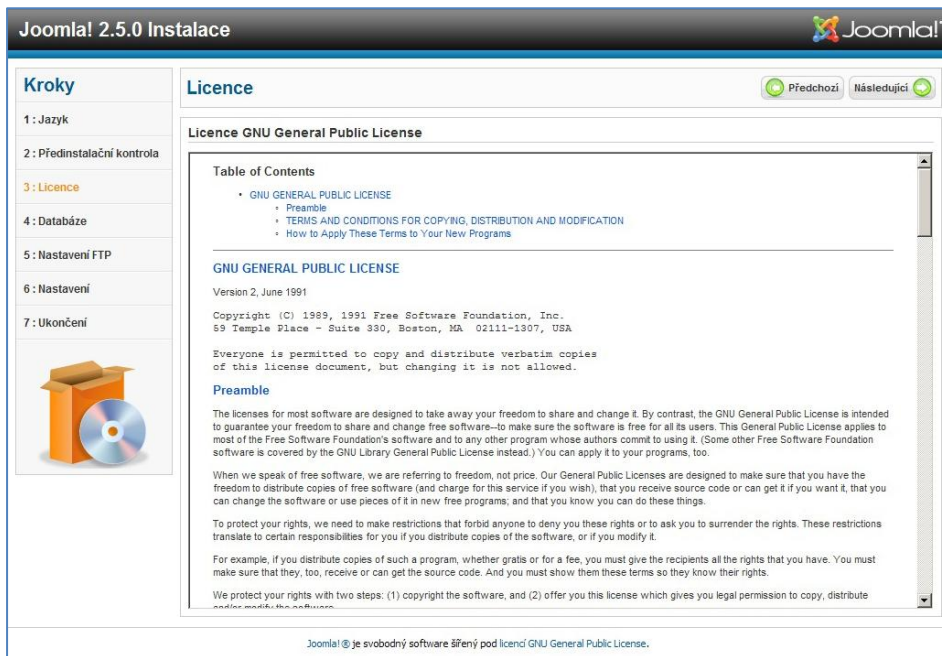 Joomla! 2.5.0 Instalace
Joomla!
Kroky
1 : Jazyk
2 : Předinstalační kontrola
3 : Licence
4 : Databáze
5 : Nastavení FTP
6 : Nastavení
7 : Ukončení
Licence
Předchozí
Následující
Licence GNU General Public License
Table of Contents
• GNU GENERAL PUBLIC LICENSE
◦ Preamble
◦ TERMS AND CONDITIONS FOR COPYING, DISTRIBUTION AND MODIFICATION
◦ How to Apply These Terms to Your New Programs
GNU GENERAL PUBLIC LICENSE
Version 2, June 1991
Copyright (C) 1989, 1991 Free Software Foundation, Inc.
59 Temple Place - Suite 330, Boston, MA  02111-1307, USA
Everyone is permitted to copy and distribute verbatim copies
of this license document, but changing it is not allowed.
Preamble
The licenses for most software are designed to take away your freedom to share and change it. By contrast, the GNU General Public License is intended
to guarantee your freedom to share and change free software--to make sure the software is free for all its users. This General Public License applies to
most of the Free Software Foundation's software and to any other program whose authors commit to using it. (Some other Free Software Foundation
software is covered by the GNU Library General Public License instead.) You can apply it to your programs, too.
When we speak of free software, we are referring to freedom, not price. Our General Public Licenses are designed to make sure that you have the
freedom to distribute copies of free software (and charge for this service if you wish), that you receive source code or can get it if you want it, that you
can change the software or use pieces of it in new free programs; and that you know you can do these things.
To protect your rights, we need to make restrictions that forbid anyone to deny you these rights or to ask you to surrender the rights. These restrictions
translate to certain responsibilities for you if you distribute copies of the software, or if you modify it.
For example, if you distribute copies of such a program, whether gratis or for a fee, you must give the recipients all the rights that you have. You must
make sure that they, too, receive or can get the source code. And you must show them these terms so they know their rights.
We protect your rights with two steps: (1) copyright the software, and (2) offer you this license which gives you legal permission to copy, distribute
and/or modify the software.
Joomla! ® je svobodný software šířený pod licencí GNU General Public License.